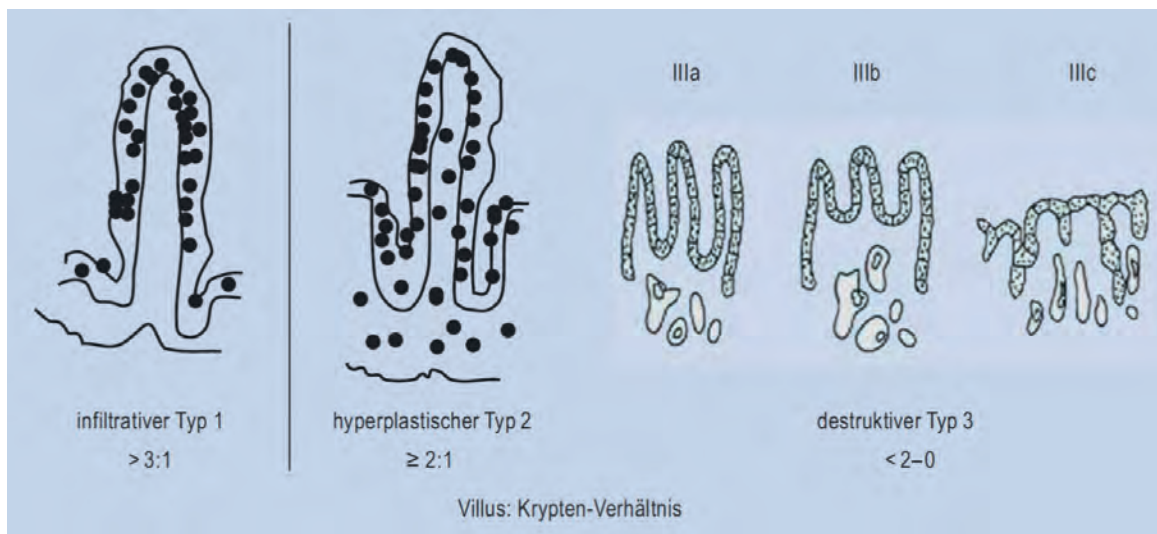 IIIa
IIIb
IIIc
infiltrativer Typ 1
hyperplastischer Typ 2
destruktiver Typ 3
> 3:1
≥ 2:1
< 2–0
Villus: Krypten-Verhältnis